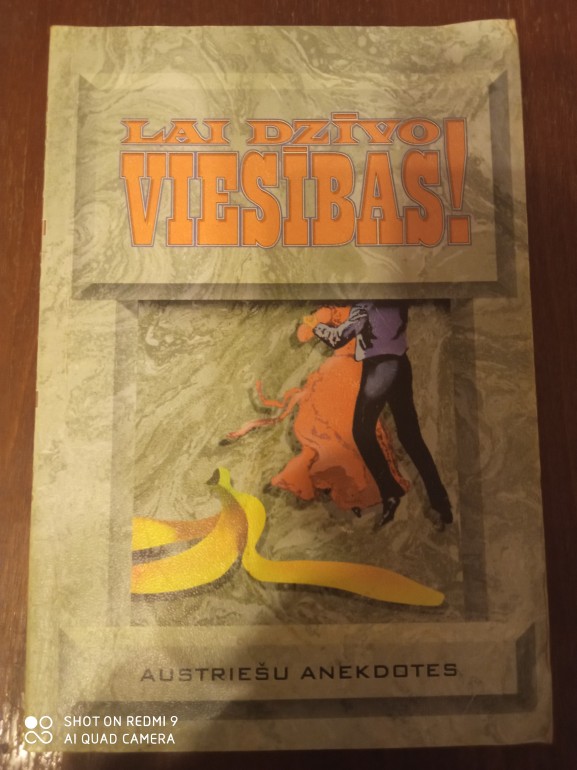 LAI DZĪVO
VIESĪBAS!
AUSTRIEŠU ANEKDOTES
SHOT ON REDMI 9
AI QUAD CAMERA